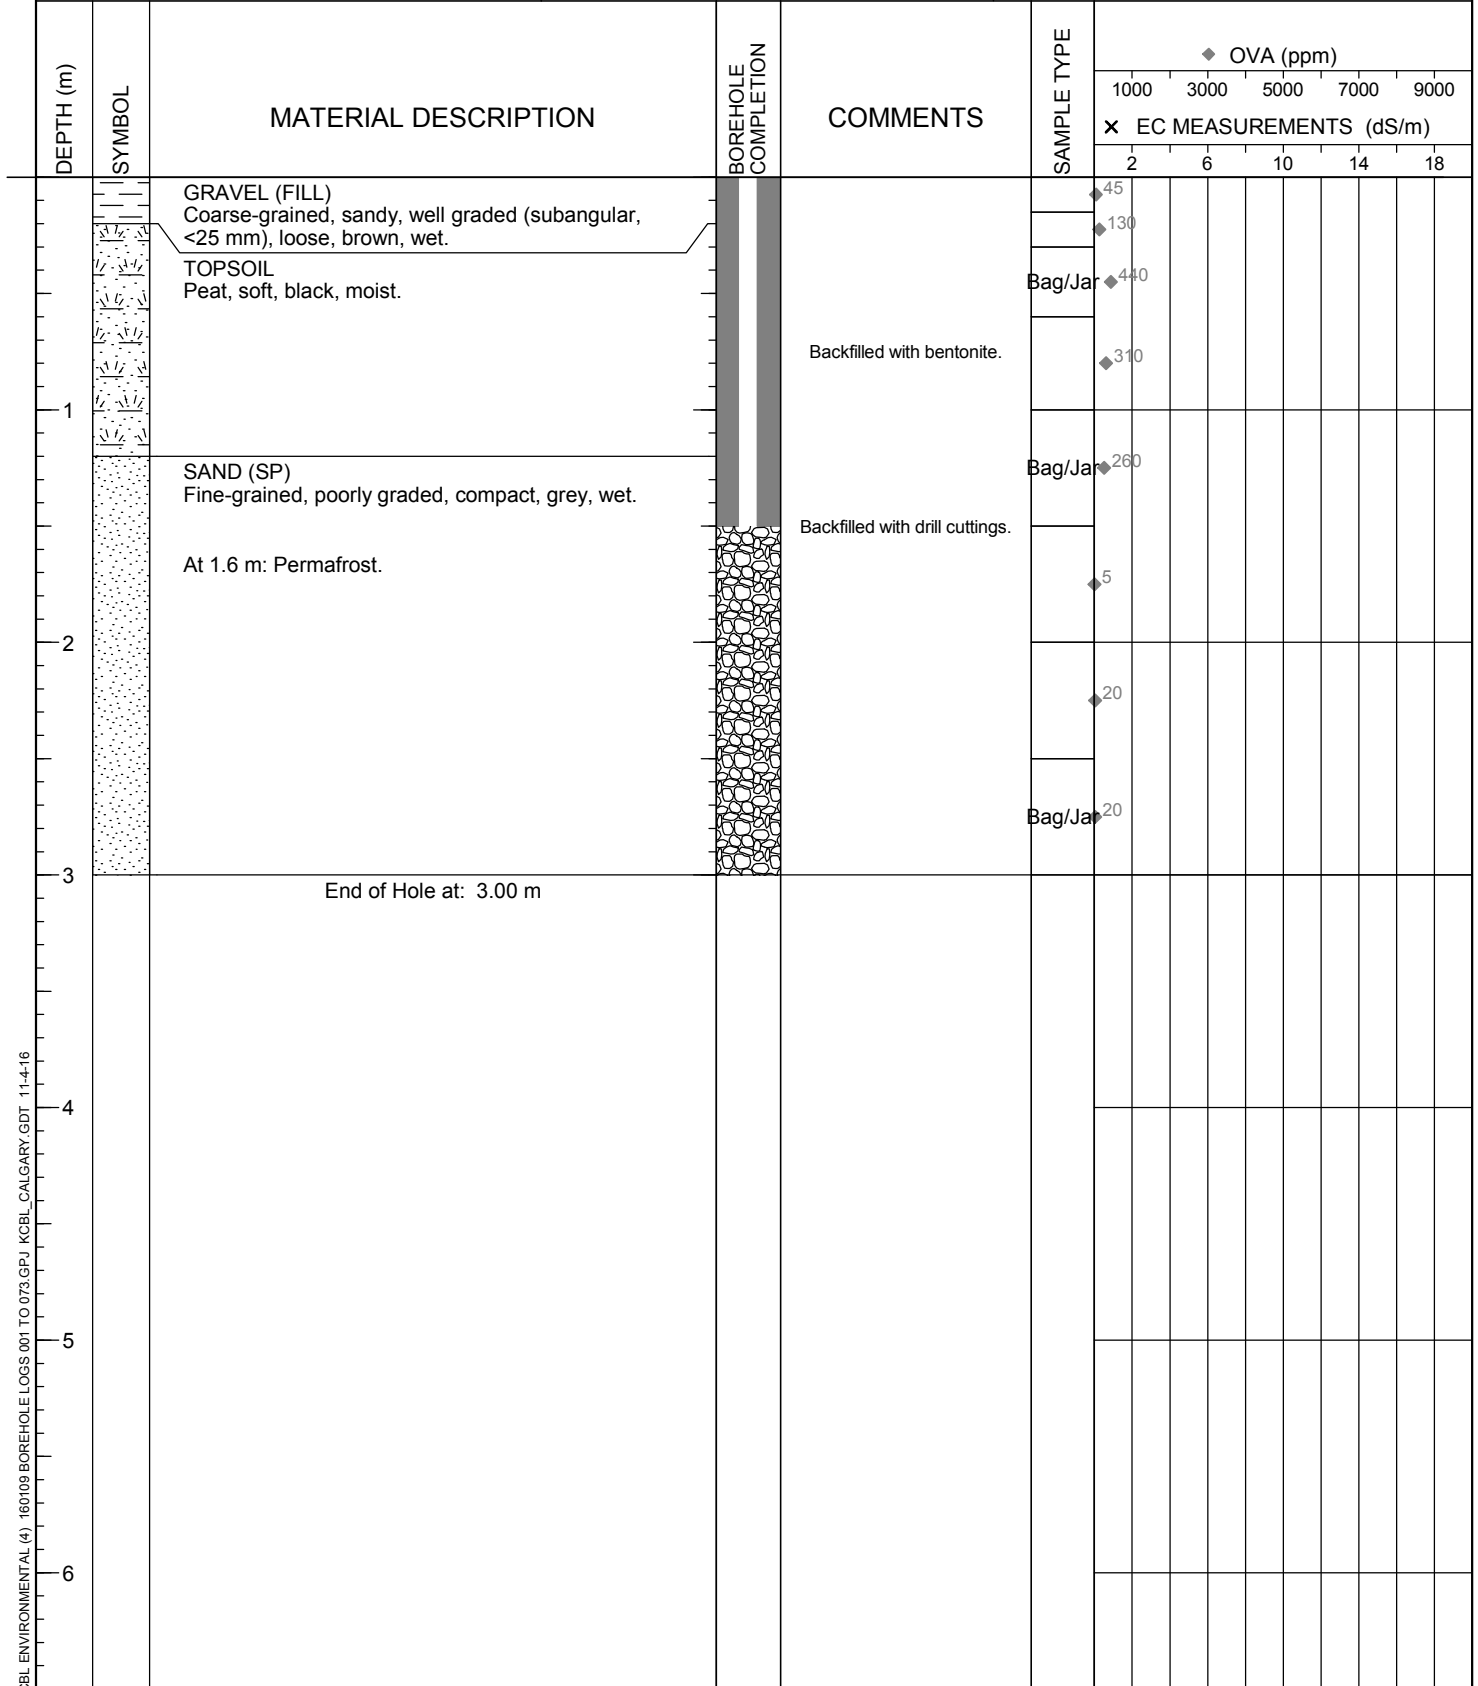 DEPTH (m)
SYMBOL
MATERIAL DESCRIPTION
BOREHOLE
COMPLETION
COMMENTS
SAMPLE TYPE
OVA (ppm)
1000 3000 5000 7000 9000
× EC MEASUREMENTS (dS/m)
2 6 10 14 18
GRAVEL (FILL)
Coarse-grained, sandy, well graded (subangular,
<25 mm), loose, brown, wet.
45
130
TOPSOIL
Peat, soft, black, moist.
Bag/Jar
440
Backfilled with bentonite.
310
1
SAND (SP)
Fine-grained, poorly graded, compact, grey, wet.
Bag/Jar
260
Backfilled with drill cuttings.
At 1.6 m: Permafrost.
5
2
20
Bag/Jar
20
3
End of Hole at: 3.00 m
4
5
6
BL ENVIRONMENTAL (4) 160109 BOREHOLE LOGS 001 TO 073.GPJ KCBL_CALGARY.GDT 11-4-16